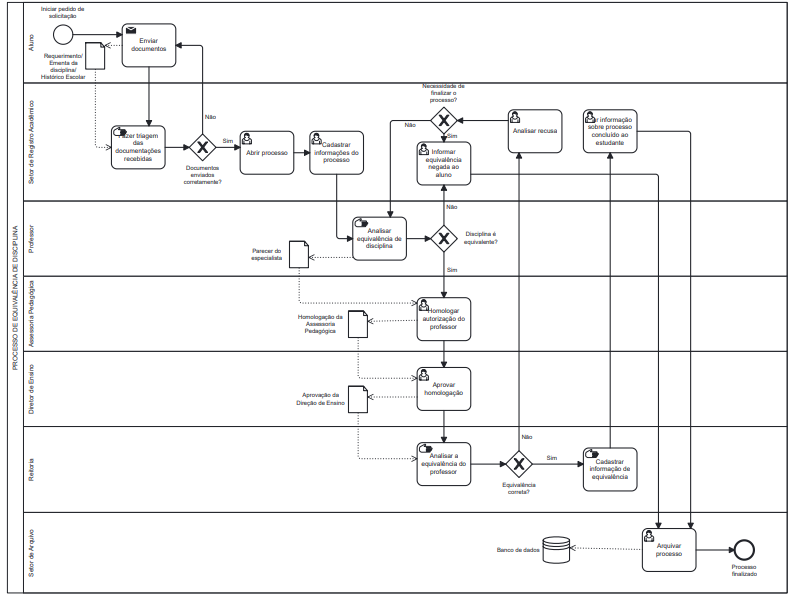 PROCESSO DE EQUIVALÊNCIA DE DISCIPLINA
Aluno
Iniciar pedido de
solicitação
Enviar
documentos
Requerimento/
Ementa da
disciplina/
Histórico Escolar
Setor de Registro Acadêmico
Fazer triagem
das
documentações
recebidas
Não
Sim
Documentos
enviados
corretamente?
Abrir processo
Cadastrar
informações do
processo
Necessidade de
finalizar o
processo?
Não
Sim
Informar
equivalência
negada ao
aluno
Analisar recusa
informação
sobre processo
concluído ao
estudante
Professor
Analisar
equivalência de
disciplina
Não
Disciplina é
equivalente?
Sim
Parecer do
especialista
Assessoria Pedagógica
Homologar
autorização do
professor
Homologação da
Assessoria
Pedagógica
Diretor de Ensino
Aprovar
homologação
Aprovação da
Direção de Ensino
Reitoria
Analisar a
equivalência do
professor
Não
Sim
Equivalência
correta?
Cadastrar
informação de
equivalência
Setor de Arquivo
Banco de dados
Arquivar
processo
Processo
finalizado